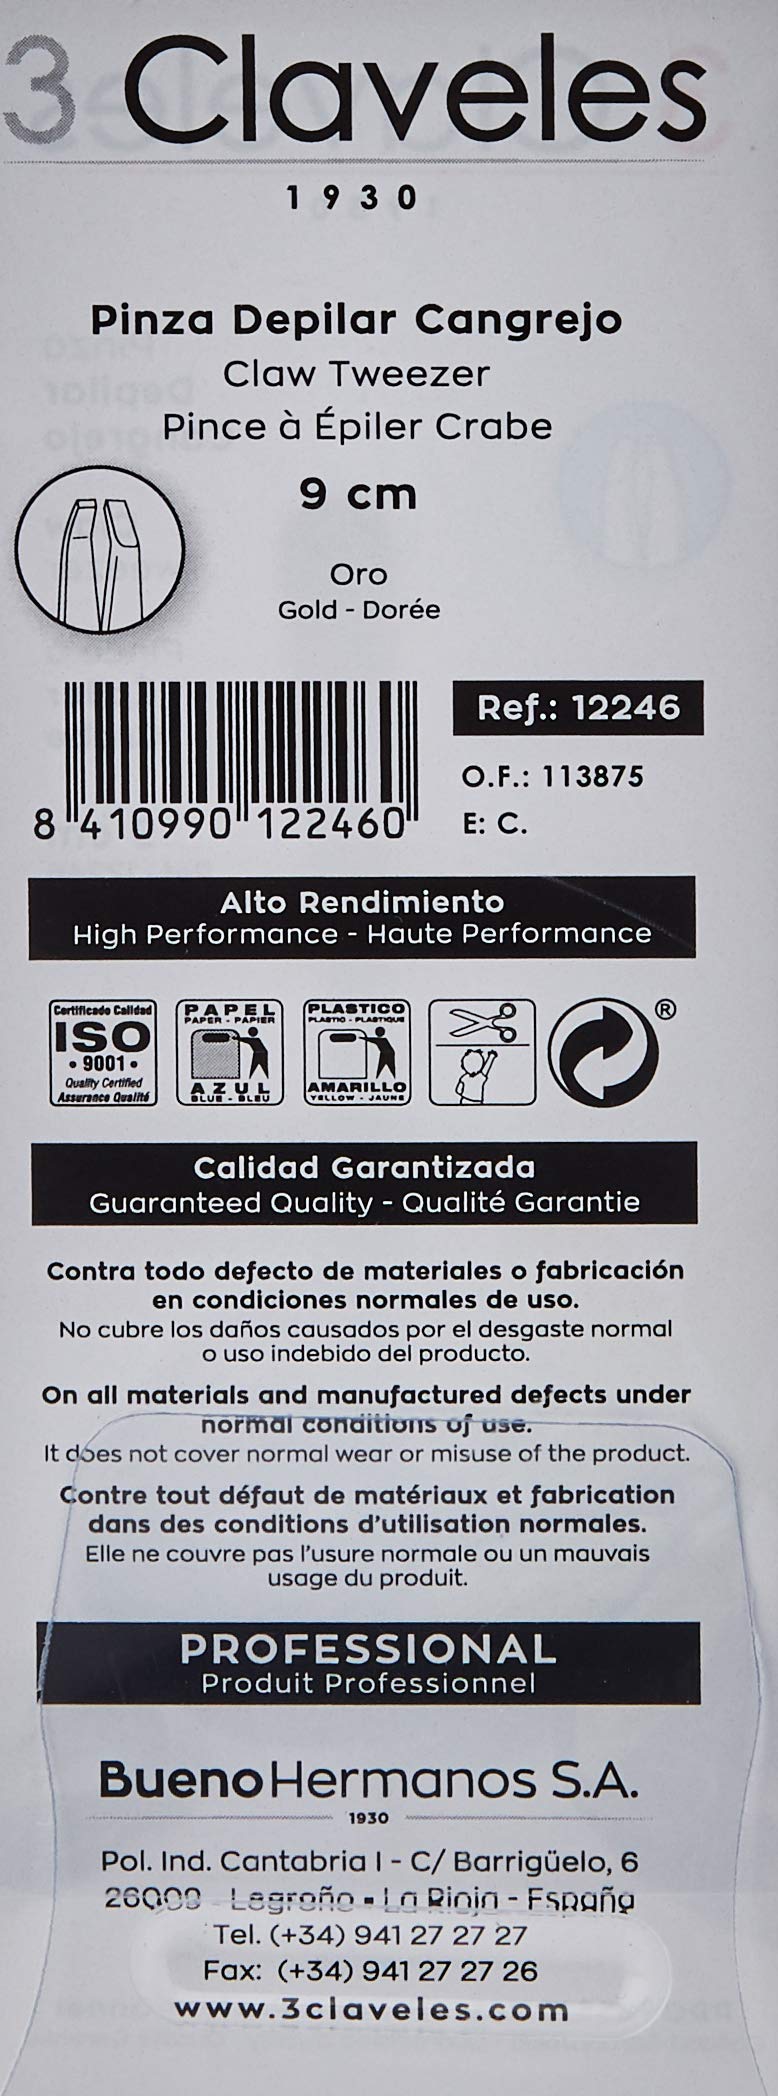 3 Claveles
1930
Pinza Depilar Cangrejo
Claw Tweezer
Pince à Épiler Crabe
9 cm
Oro
Gold - Dorée
Ref.: 12246
O.F.: 113875
E: C.
8 410990 122460
Alto Rendimiento
High Performance - Haute Performance
Certificado Calidad
ISO
• 9001 •
Quality Certified
Assurance Qualité
PAPEL
PAPER - PAPIER
AZUL
BLUE - BLEU
PLASTICO
PLASTIC - PLASTIQUE
AMARILLO
YELLOW - JAUNE
®
Calidad Garantizada
Guaranteed Quality - Qualité Garantie
Contra todo defecto de materiales o fabricación
en condiciones normales de uso.
No cubre los daños causados por el desgaste normal
o uso indebido del producto.
On all materials and manufactured defects under
normal conditions of use.
It does not cover normal wear or misuse of the product.
Contre tout défaut de matériaux et fabrication
dans des conditions d'utilisation normales.
Elle ne couvre pas l'usure normale ou un mauvais
usage du produit.
PROFESSIONAL
Produit Professionnel
Bueno Hermanos S.A.
1930
Pol. Ind. Cantabria I - C/ Barrigüelo, 6
Logroño ▪ La Rioja - España
Tel. (+34) 941 27 27 27
Fax: (+34) 941 27 27 26
www.3claveles.com